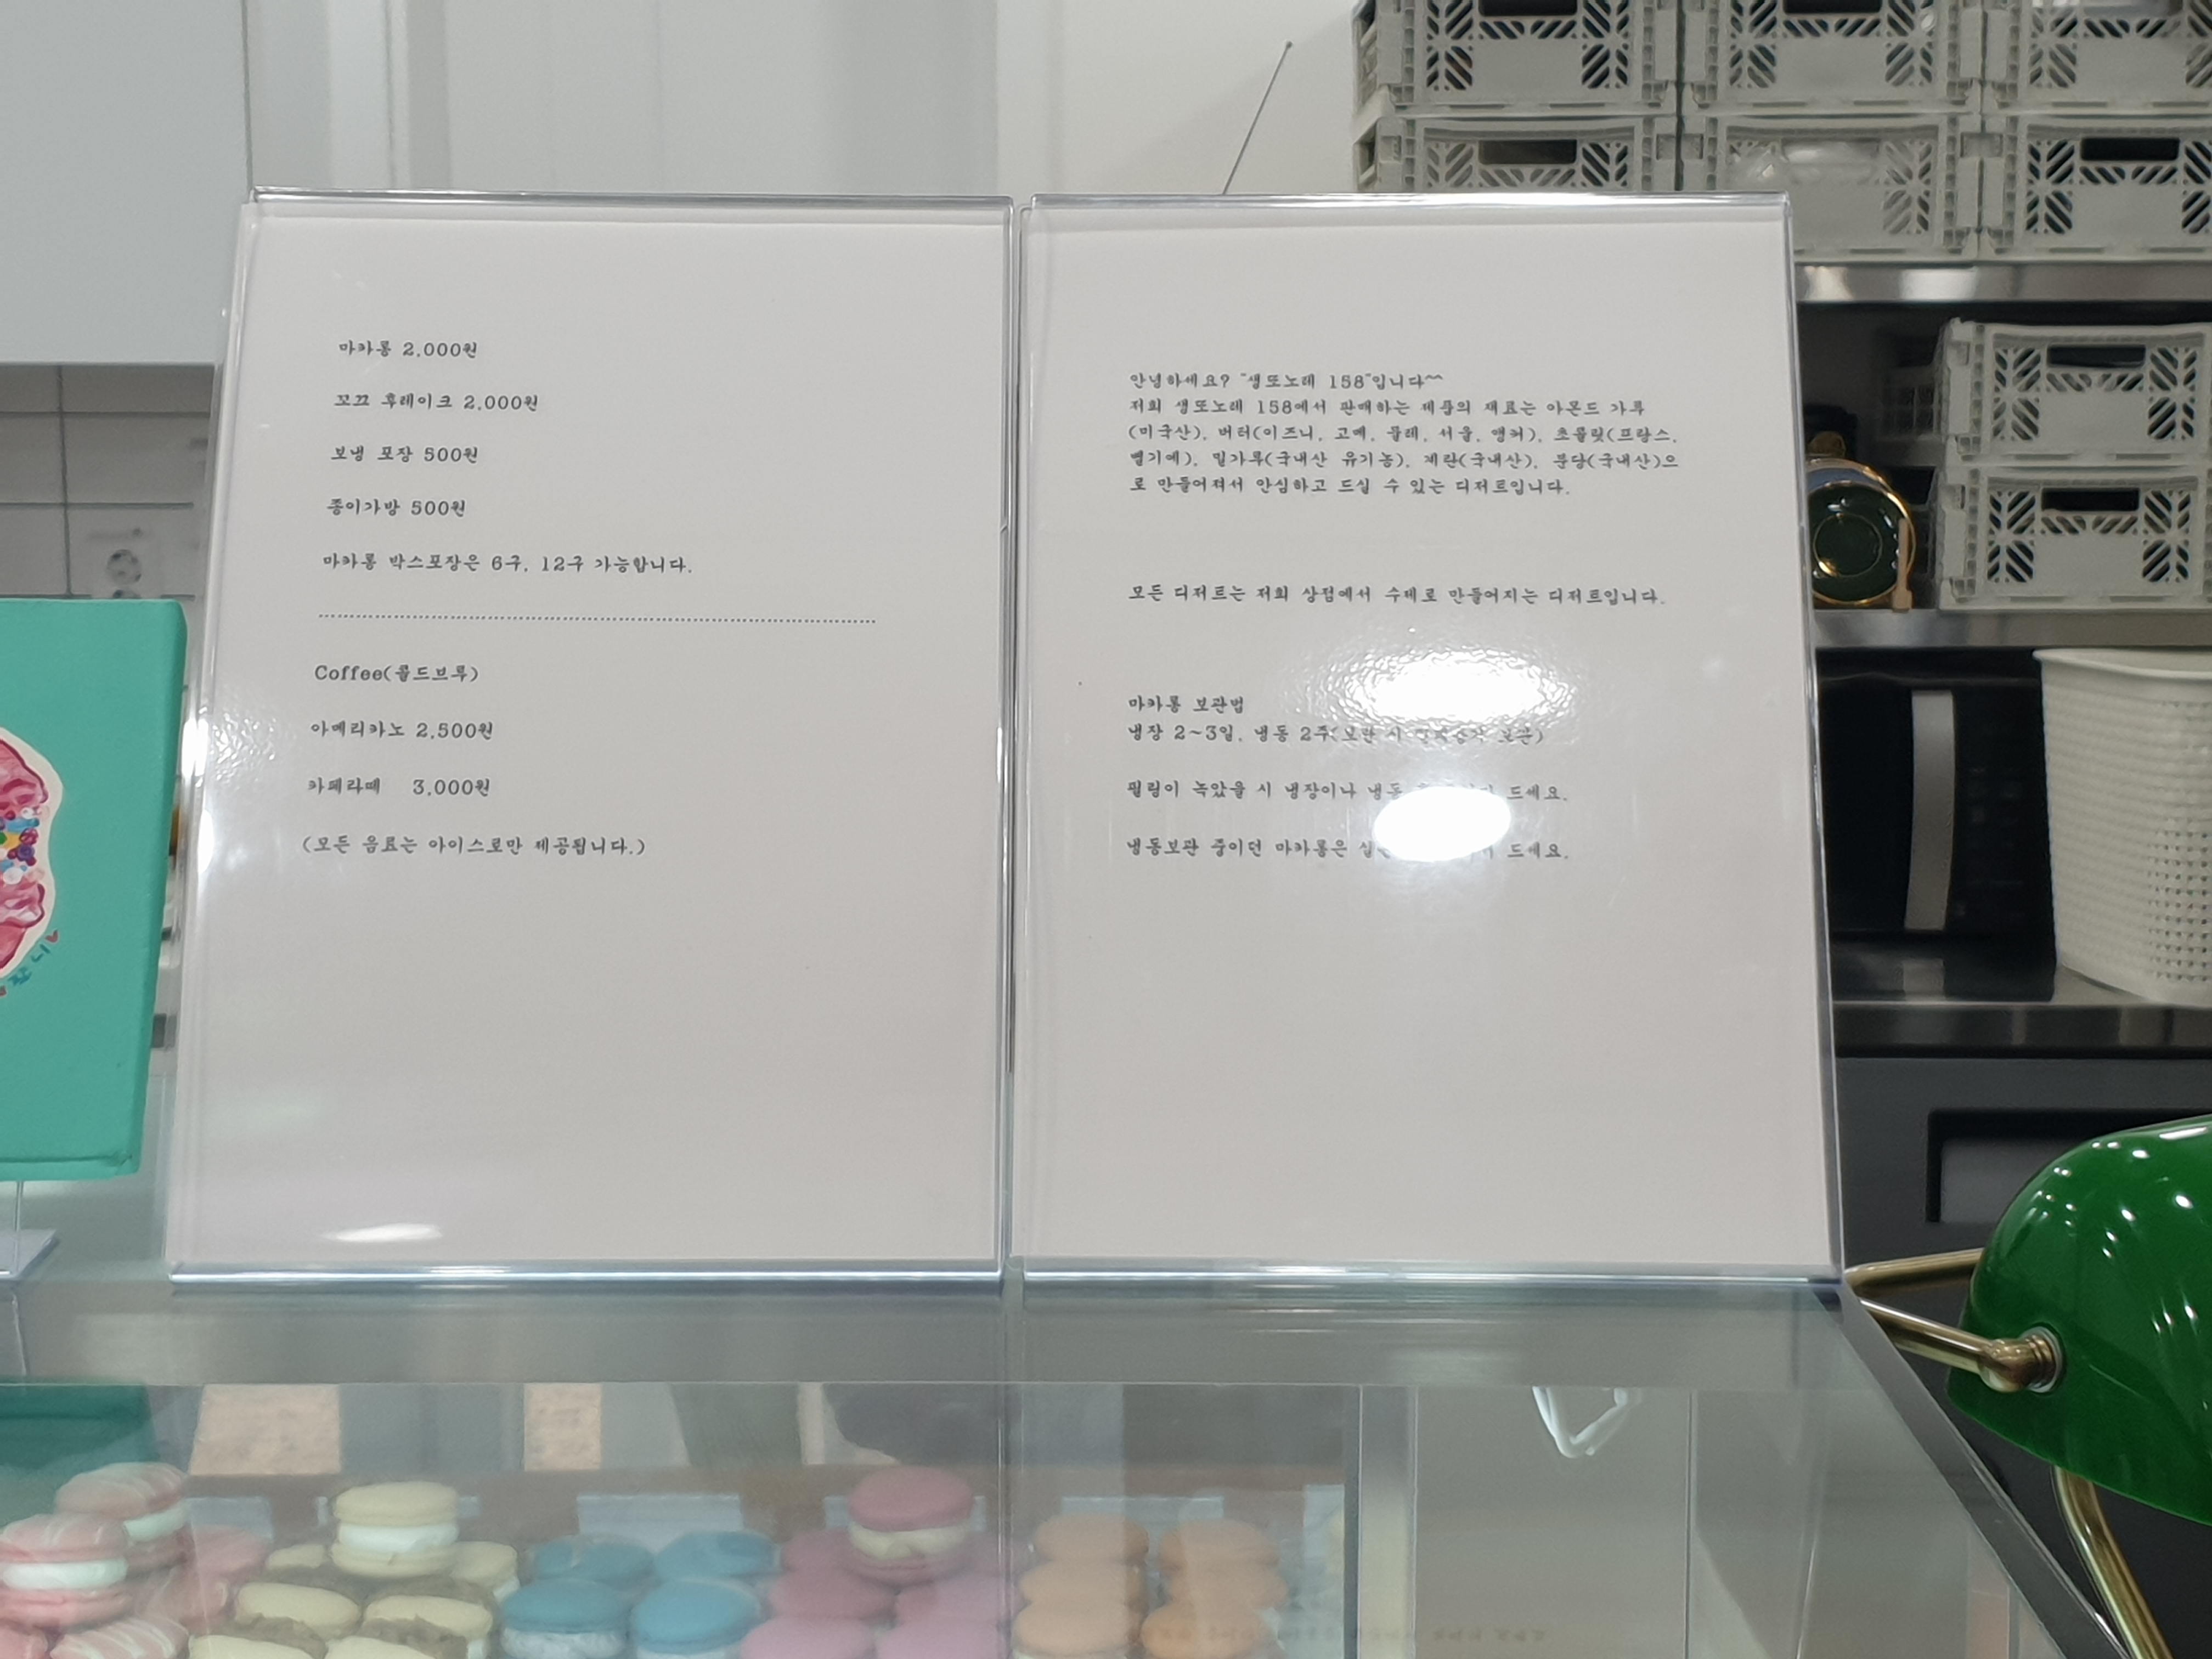 마카롱 2,000원
꼬끄 후레이크 2,000원
보냉 포장 500원
종이가방 500원
마카롱 박스포장은 6구, 12구 가능합니다.
Coffee(콜드브루)
아메리카노 2,500원
카페라떼 3,000원
(모든 음료는 아이스로만 제공됩니다.)
안녕하세요? "생또노레 158"입니다^^
저희 생또노레 158에서 판매하는 제품의 재료는 아몬드 가루
(미국산), 버터(이즈니, 고메, 물레, 서울, 앵커), 초콜릿(프랑스,
벨기에), 밀가루(국내산 유기농), 계란(국내산), 분당(국내산)으
로 만들어져서 안심하고 드실 수 있는 디저트입니다.
모든 디저트는 저희 상점에서 수제로 만들어지는 디저트입니다.
마카롱 보관법
냉장 2~3일, 냉동 2주(보관 시 보관)
필링이 녹았을 시 냉장이나 냉동 드세요.
냉동보관 중이던 마카롱은 드세요.